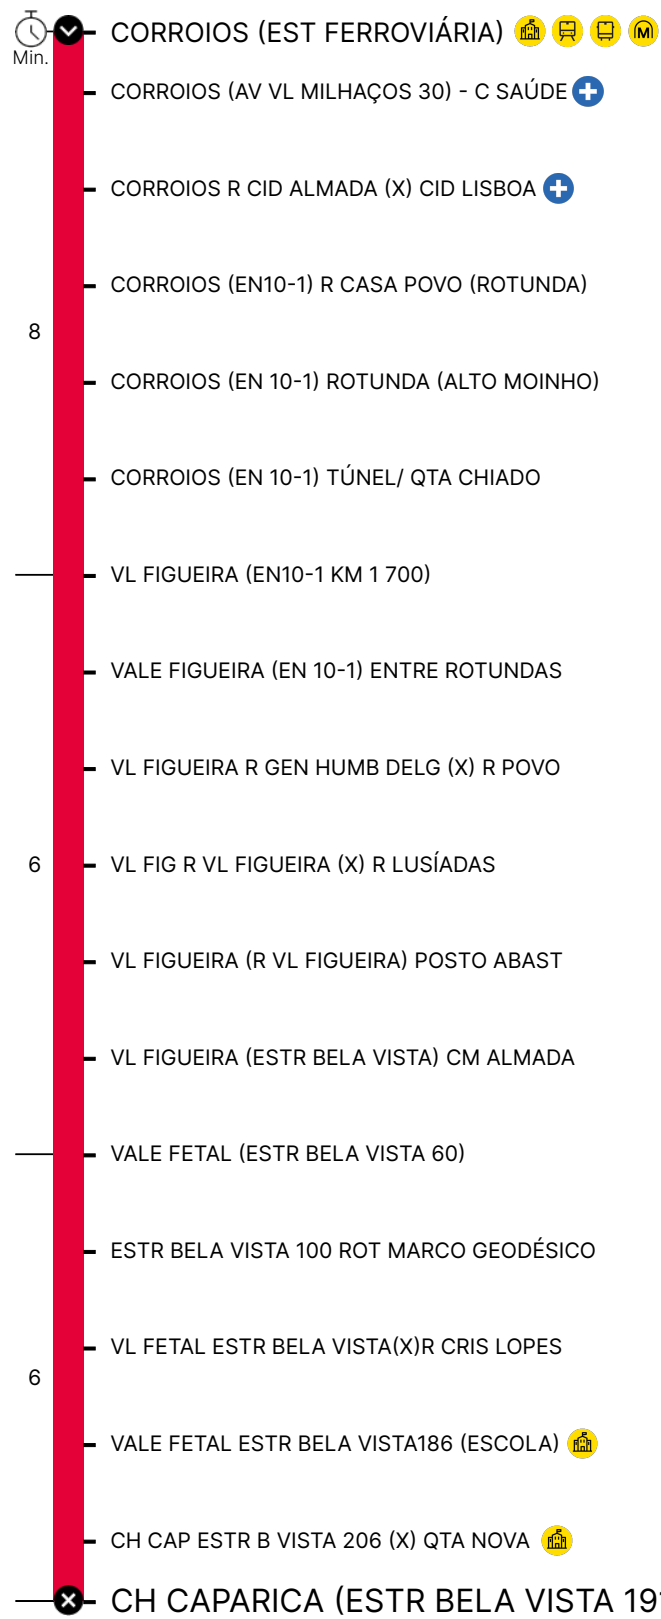 CORROIOS (EST FERROVIÁRIA) M
Min.
CORROIOS (AV VL MILHAÇOS 30) - C SAÚDE
CORROIOS R CID ALMADA (X) CID LISBOA
CORROIOS (EN10-1) R CASA POVO (ROTUNDA)
8
CORROIOS (EN 10-1) ROTUNDA (ALTO MOINHO)
CORROIOS (EN 10-1) TÚNEL/ QTA CHIADO
VL FIGUEIRA (EN10-1 KM 1 700)
VALE FIGUEIRA (EN 10-1) ENTRE ROTUNDAS
VL FIGUEIRA R GEN HUMB DELG (X) R POVO
6 VL FIG R VL FIGUEIRA (X) R LUSÍADAS
VL FIGUEIRA (R VL FIGUEIRA) POSTO ABAST
VL FIGUEIRA (ESTR BELA VISTA) CM ALMADA
VALE FETAL (ESTR BELA VISTA 60)
ESTR BELA VISTA 100 ROT MARCO GEODÉSICO
VL FETAL ESTR BELA VISTA(X)R CRIS LOPES
6
VALE FETAL ESTR BELA VISTA186 (ESCOLA)
CH CAP ESTR B VISTA 206 (X) QTA NOVA
CH CAPARICA (ESTR BELA VISTA